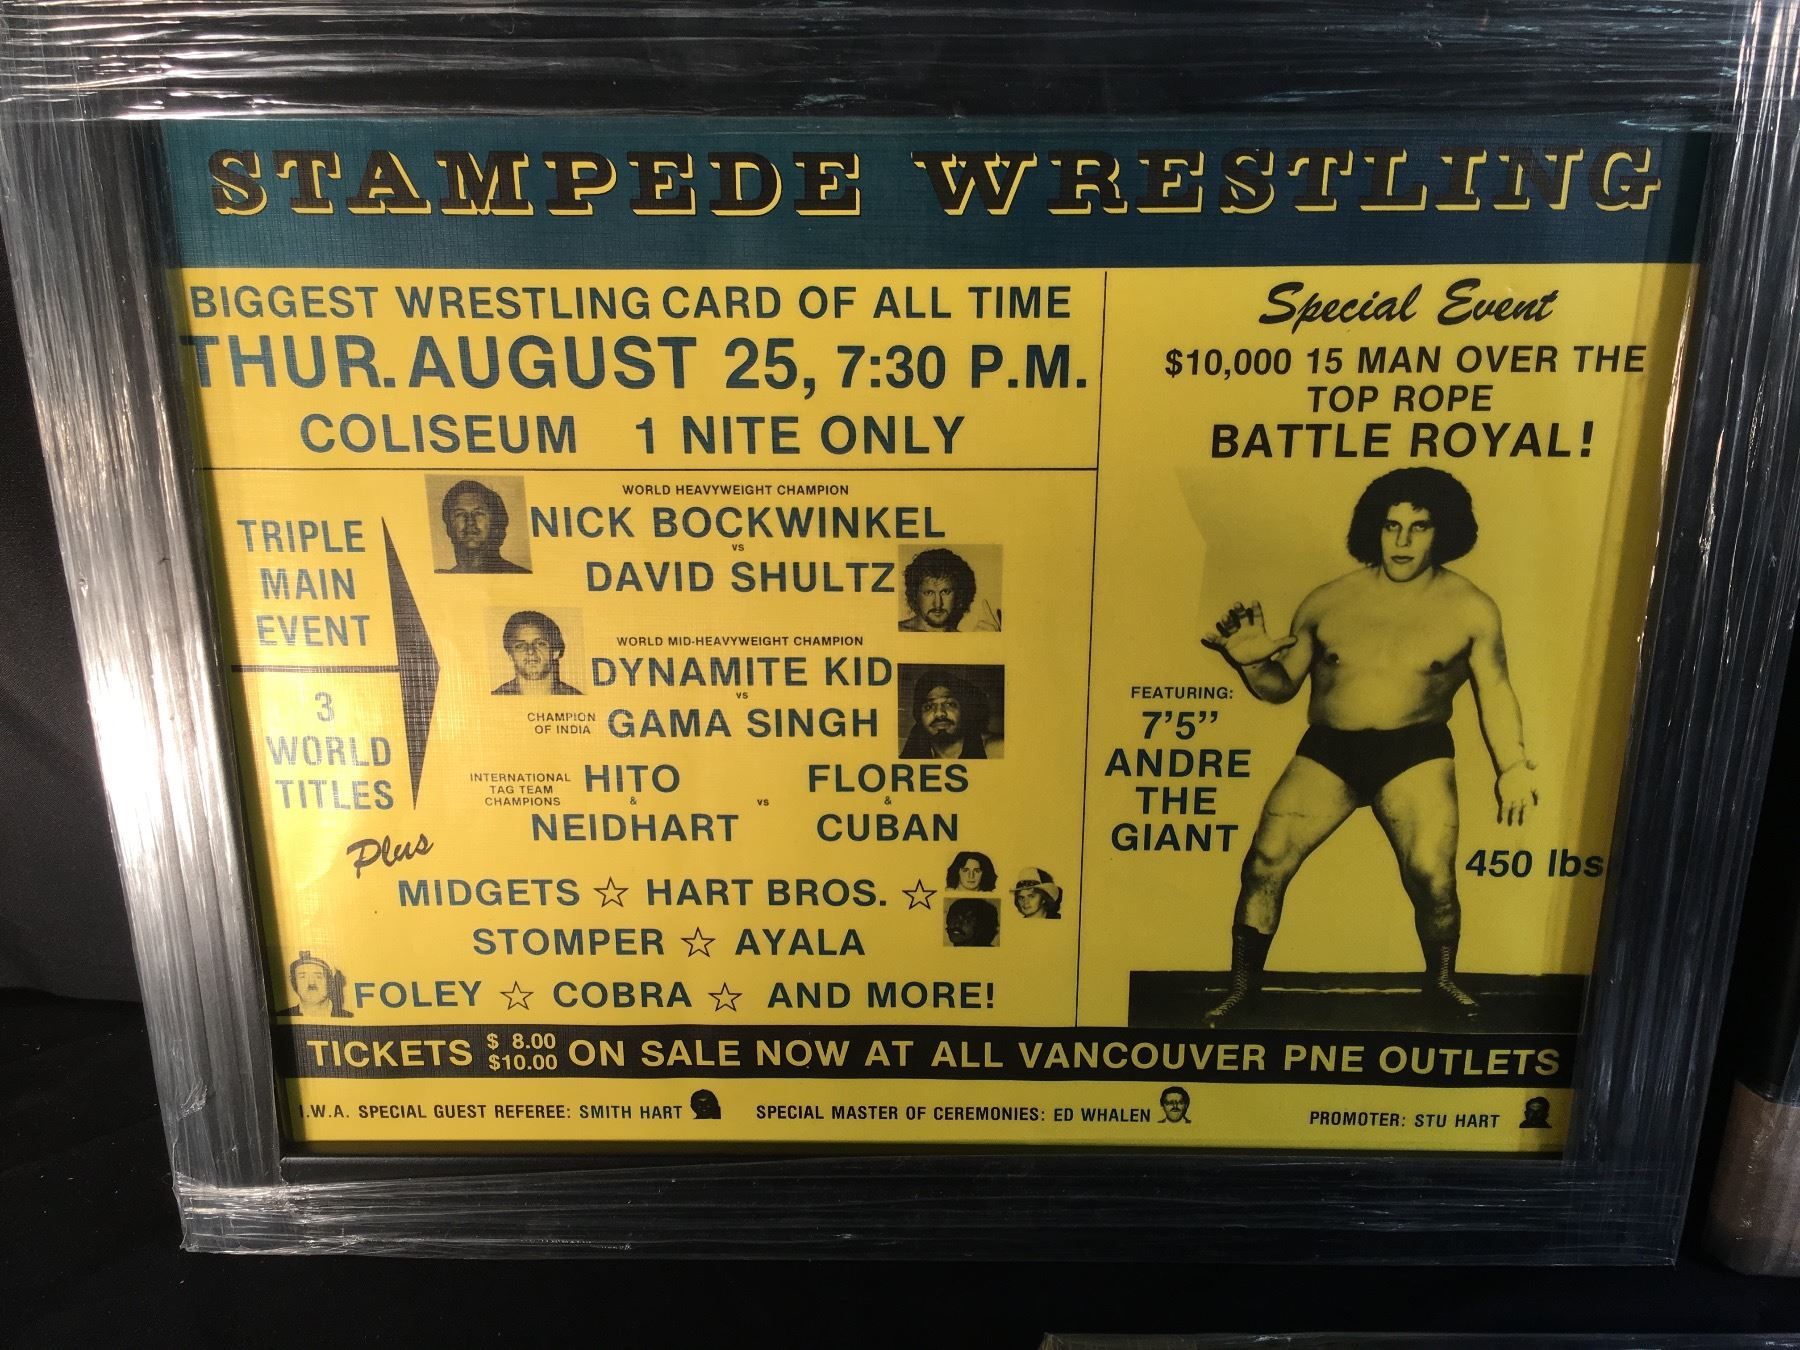 STAMPEDE WRESTLING
BIGGEST WRESTLING CARD OF ALL TIME
THUR. AUGUST 25, 7:30 P.M.
COLISEUM 1 NITE ONLY
TRIPLE
MAIN
EVENT
3
WORLD
TITLES
WORLD HEAVYWEIGHT CHAMPION
NICK BOCKWINKEL
VS
DAVID SHULTZ
WORLD MID-HEAVYWEIGHT CHAMPION
DYNAMITE KID
VS
CHAMPION
OF INDIA
GAMA SINGH
INTERNATIONAL
TAG TEAM
CHAMPIONS
HITO
&
NEIDHART
VS
FLORES
&
CUBAN
Plus
MIDGETS ☆ HART BROS. ☆
STOMPER ☆ AYALA
FOLEY ☆ COBRA ☆ AND MORE!
Special Event
$10,000 15 MAN OVER THE
TOP ROPE
BATTLE ROYAL!
FEATURING:
7'5''
ANDRE
THE
GIANT
450 lbs
TICKETS $ 8.00 $10.00 ON SALE NOW AT ALL VANCOUVER PNE OUTLETS
I.W.A. SPECIAL GUEST REFEREE: SMITH HART
SPECIAL MASTER OF CEREMONIES: ED WHALEN
PROMOTER: STU HART